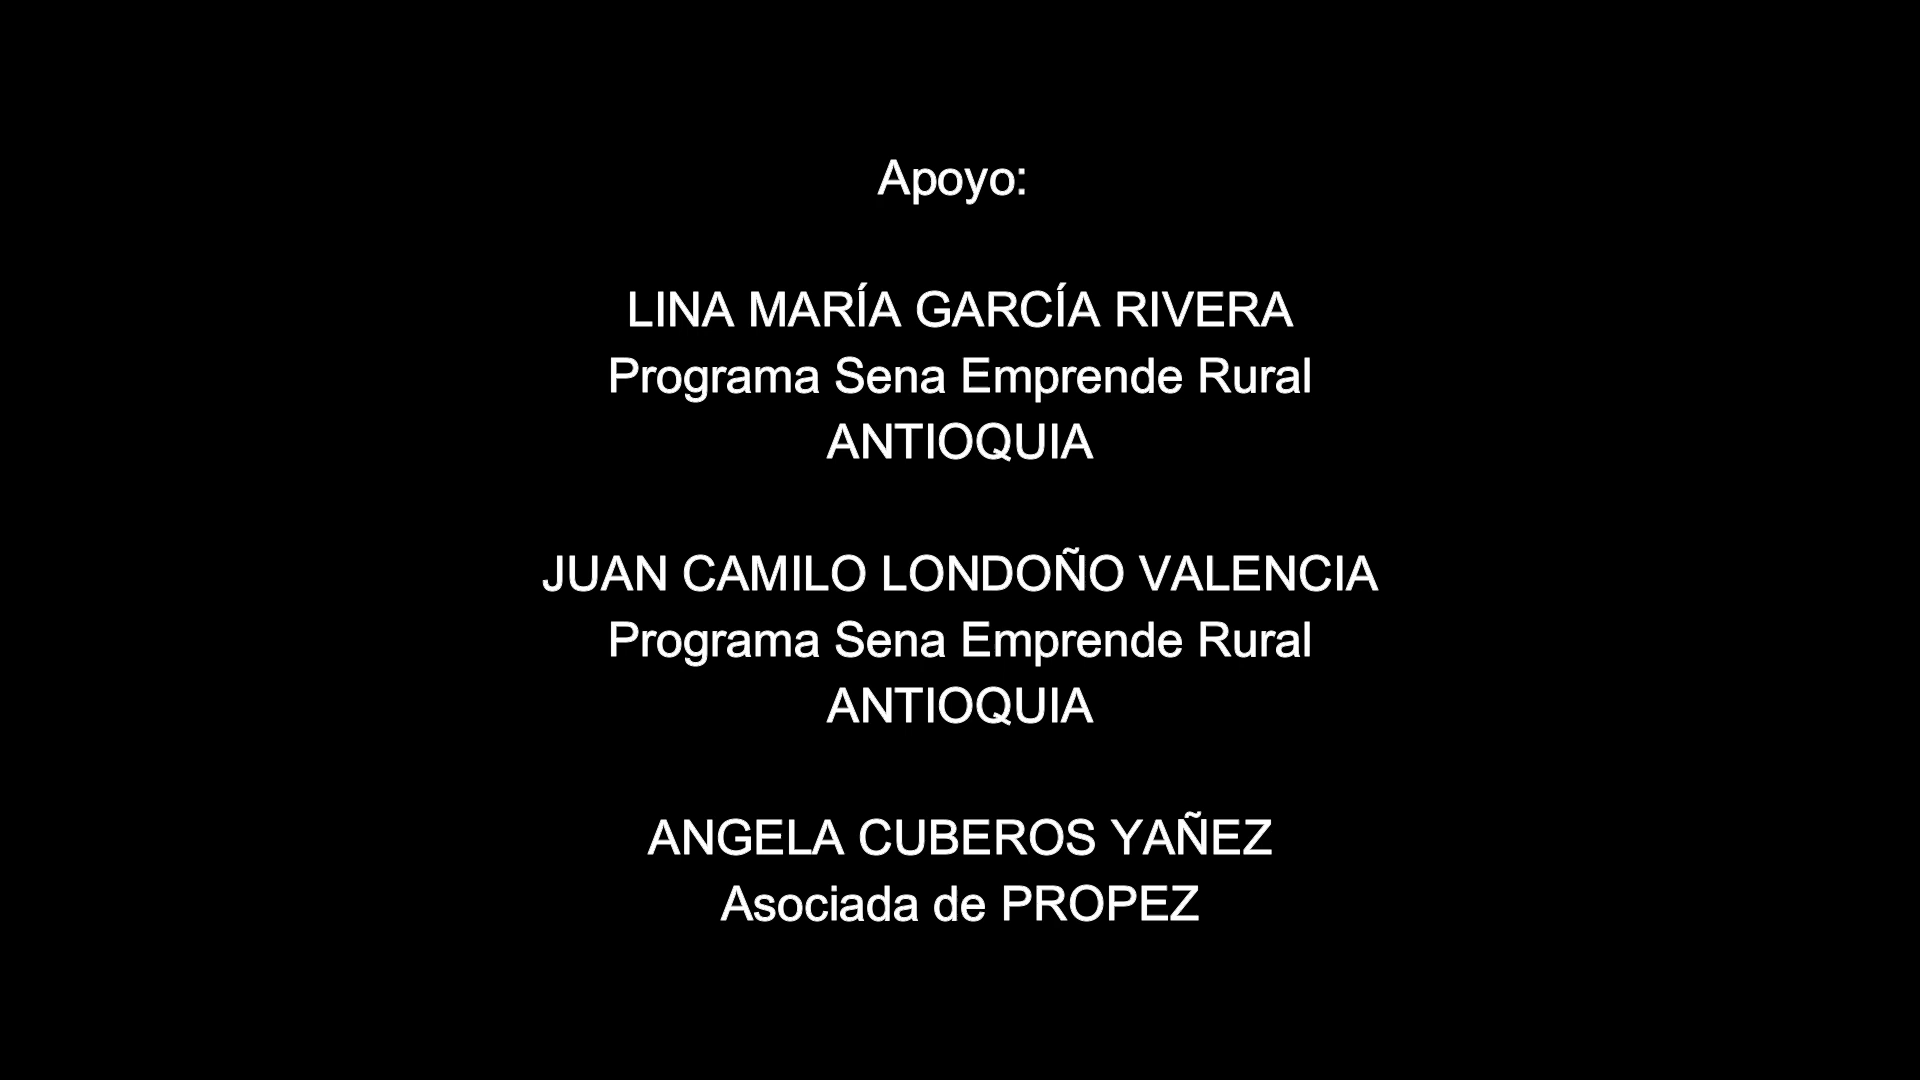 Apoyo:
LINA MARÍA GARCÍA RIVERA
Programa Sena Emprende Rural
ANTIOQUIA
JUAN CAMILO LONDOÑO VALENCIA
Programa Sena Emprende Rural
ANTIOQUIA
ANGELA CUBEROS YAÑEZ
Asociada de PROPEZ